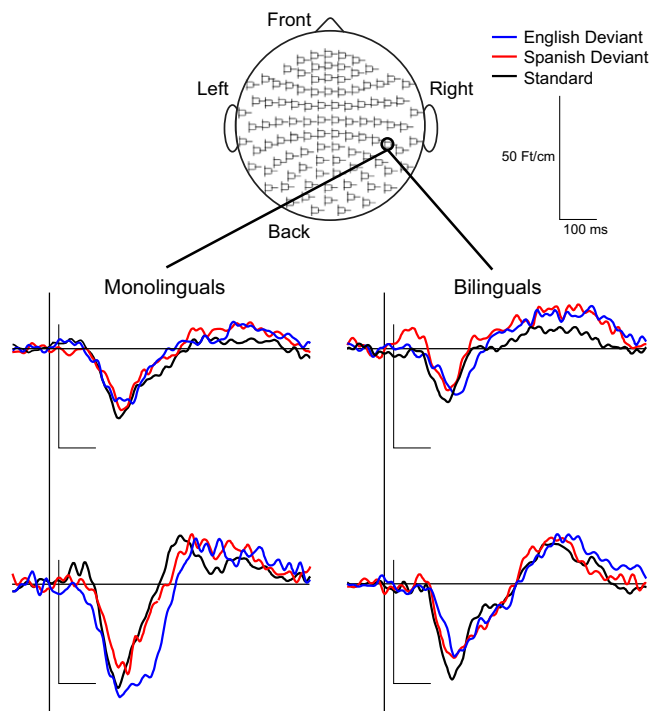 Front
English Deviant
Spanish Deviant
Standard
Left
Right
50 Ft/cm
100 ms
Back
Monolinguals
Bilinguals